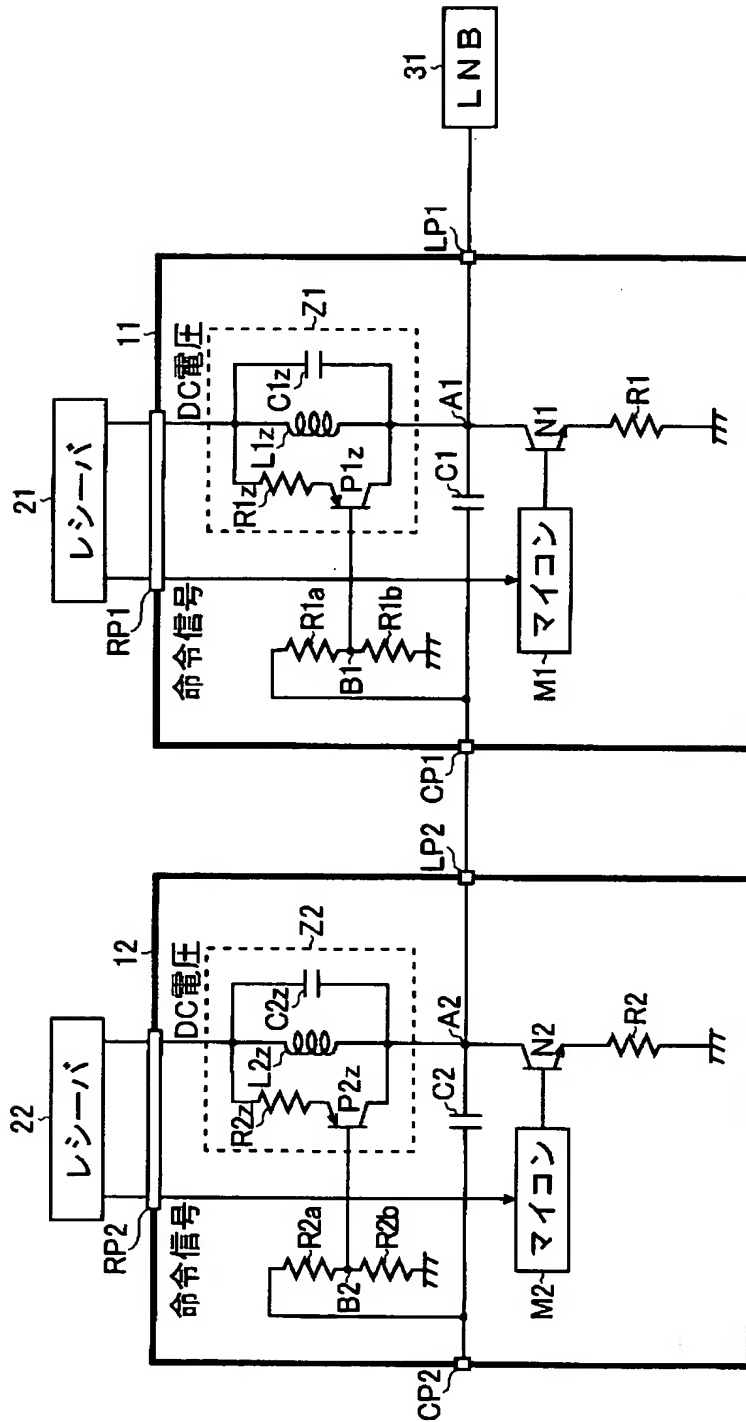 22
レシーバ
RP2
命令信号
DC電圧
12
Z2
R2z
L2z
C2z
P2z
R2a
B2
R2b
C2
A2
N2
R2
M2
マイコン
CP2
LP2
21
レシーバ
RP1
命令信号
DC電圧
11
Z1
R1z
L1z
C1z
P1z
R1a
B1
R1b
C1
A1
N1
R1
M1
マイコン
CP1
LP1
31
LNB